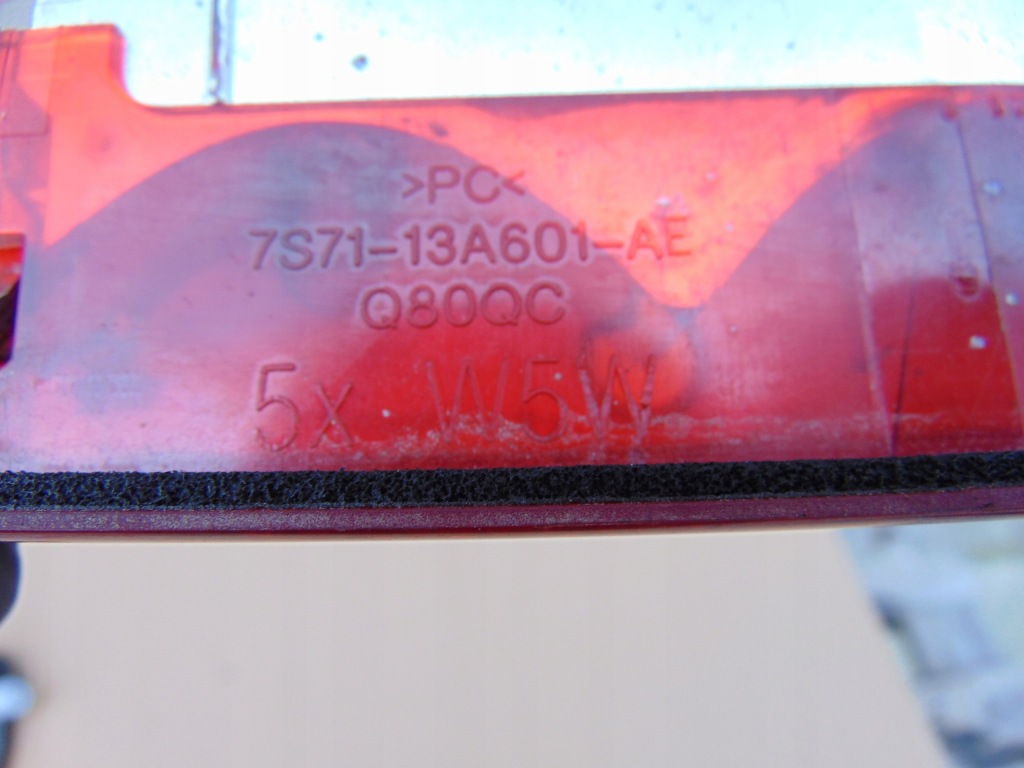 >PC<
7S71-13A601-AE
Q80QC
5x W5W